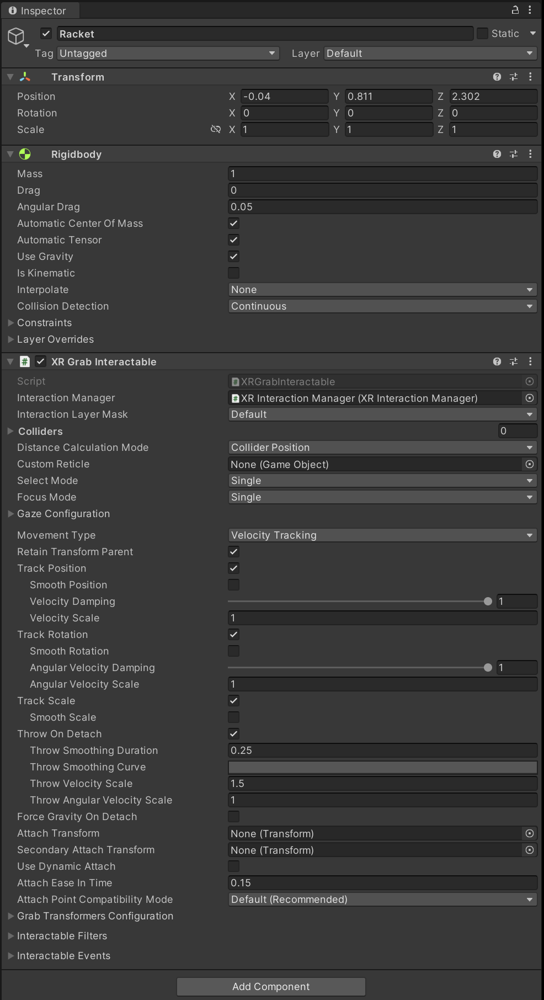 Inspector
Racket
Static
Tag Untagged Layer Default
Transform
Position X -0.04 Y 0.811 Z 2.302
Rotation X 0 Y 0 Z 0
Scale X 1 Y 1 Z 1
Rigidbody
Mass 1
Drag 0
Angular Drag 0.05
Automatic Center Of Mass
Automatic Tensor
Use Gravity
Is Kinematic
Interpolate None
Collision Detection Continuous
Constraints
Layer Overrides
# XR Grab Interactable
Script # XRGrabInteractable
Interaction Manager # XR Interaction Manager (XR Interaction Manager)
Interaction Layer Mask Default
Colliders 0
Distance Calculation Mode Collider Position
Custom Reticle None (Game Object)
Select Mode Single
Focus Mode Single
Gaze Configuration
Movement Type Velocity Tracking
Retain Transform Parent
Track Position
Smooth Position
Velocity Damping 1
Velocity Scale 1
Track Rotation
Smooth Rotation
Angular Velocity Damping 1
Angular Velocity Scale 1
Track Scale
Smooth Scale
Throw On Detach
Throw Smoothing Duration 0.25
Throw Smoothing Curve
Throw Velocity Scale 1.5
Throw Angular Velocity Scale 1
Force Gravity On Detach
Attach Transform None (Transform)
Secondary Attach Transform None (Transform)
Use Dynamic Attach
Attach Ease In Time 0.15
Attach Point Compatibility Mode Default (Recommended)
Grab Transformers Configuration
Interactable Filters
Interactable Events
Add Component